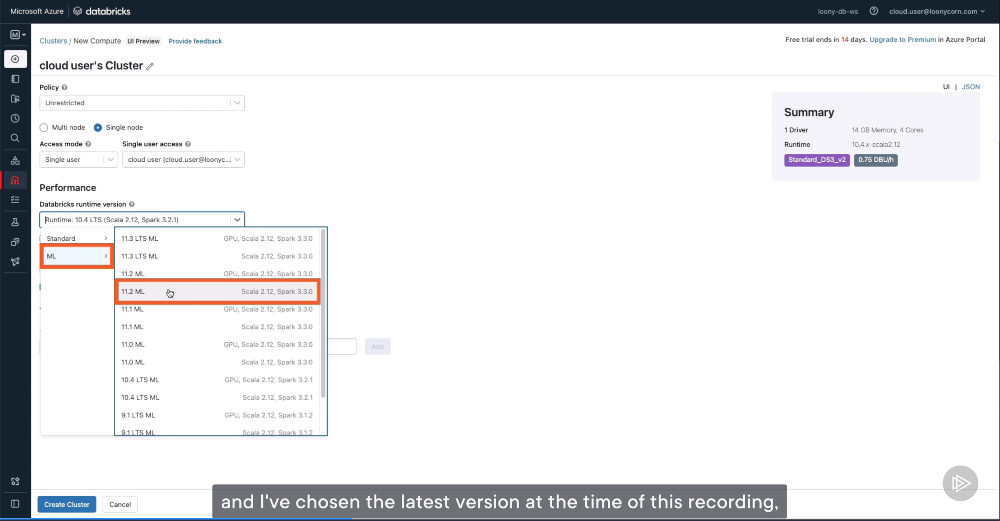 Microsoft Azure databricks loony-db-ws cloud.user@loonycorn.com
M
Clusters / New Compute UI Preview Provide feedback
Free trial ends in 14 days. Upgrade to Premium in Azure Portal
cloud user's Cluster
Policy
Unrestricted
Multi node Single node
Access mode Single user access
Single user cloud user (cloud.user@loonyc...
Performance
Databricks runtime version
Runtime: 10.4 LTS (Scala 2.12, Spark 3.2.1)
Standard
ML
11.3 LTS ML GPU, Scala 2.12, Spark 3.3.0
11.3 LTS ML Scala 2.12, Spark 3.3.0
11.2 ML GPU, Scala 2.12, Spark 3.3.0
11.2 ML Scala 2.12, Spark 3.3.0
11.1 ML GPU, Scala 2.12, Spark 3.3.0
11.1 ML Scala 2.12, Spark 3.3.0
11.0 ML GPU, Scala 2.12, Spark 3.3.0
11.0 ML Scala 2.12, Spark 3.3.0
10.4 LTS ML GPU, Scala 2.12, Spark 3.2.1
10.4 LTS ML Scala 2.12, Spark 3.2.1
9.1 LTS ML GPU, Scala 2.12, Spark 3.1.2
9.1 LTS ML Scala 2.12, Spark 3.1.2
Add
UI | JSON
Summary
1 Driver 14 GB Memory, 4 Cores
Runtime 10.4.x-scala2.12
Standard_DS3_v2 0.75 DBU/h
Create Cluster Cancel
and I've chosen the latest version at the time of this recording,